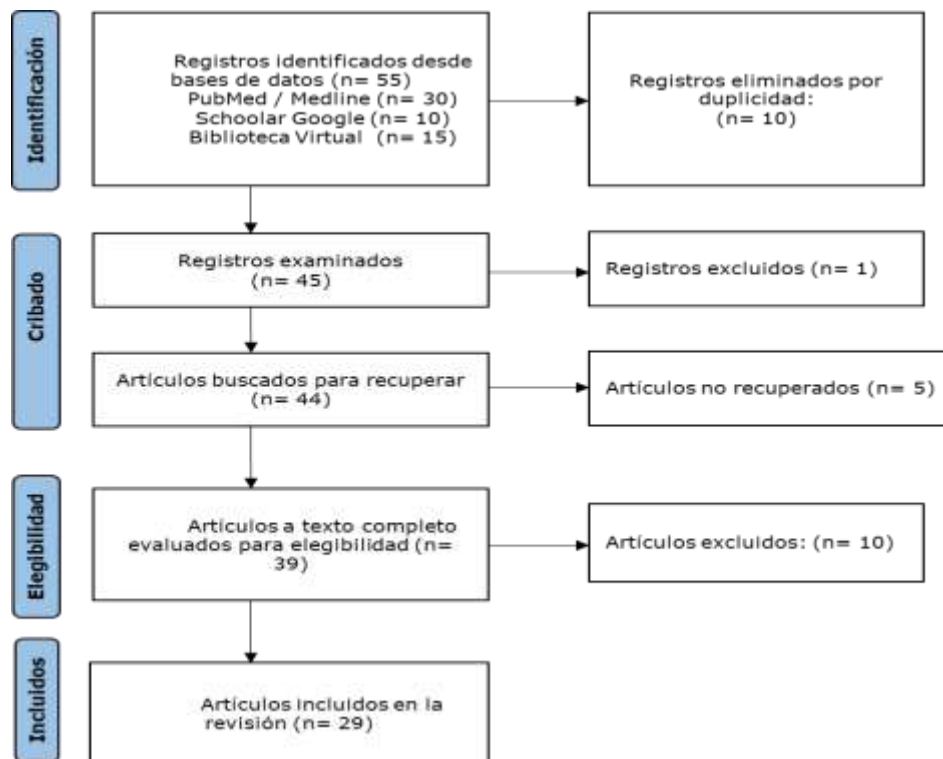 Identificación
Registros identificados desde
bases de datos (n= 55)
PubMed / Medline (n= 30)
Schoolar Google (n= 10)
Biblioteca Virtual (n= 15)
Registros eliminados por
duplicidad:
(n= 10)
Cribado
Registros examinados
(n= 45)
Registros excluidos (n= 1)
Artículos buscados para recuperar
(n= 44)
Artículos no recuperados (n= 5)
Elegibilidad
Artículos a texto completo
evaluados para elegibilidad (n=
39)
Artículos excluidos: (n= 10)
Incluidos
Artículos incluidos en la
revisión (n= 29)